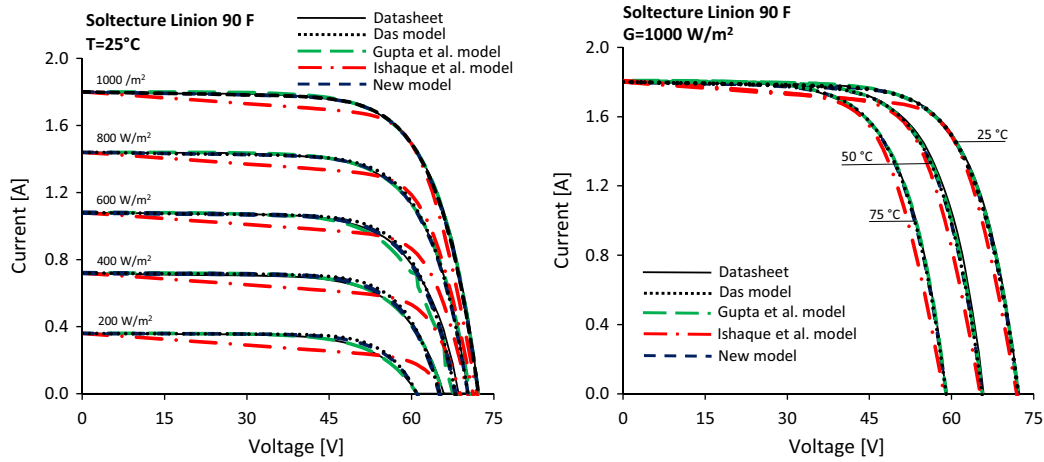 Soltecture Linion 90 F
T=25°C
Datasheet
Das model
Gupta et al. model
Ishaque et al. model
New model
2.0
1.6
1.2
0.8
0.4
0.0
Current [A]
1000 /m²
800 W/m²
600 W/m²
400 W/m²
200 W/m²
0
15
30
45
60
75
Voltage [V]
Soltecture Linion 90 F
G=1000 W/m²
2.0
1.6
1.2
0.8
0.4
0.0
Current [A]
25 °C
50 °C
75 °C
Datasheet
Das model
Gupta et al. model
Ishaque et al. model
New model
0
15
30
45
60
75
Voltage [V]